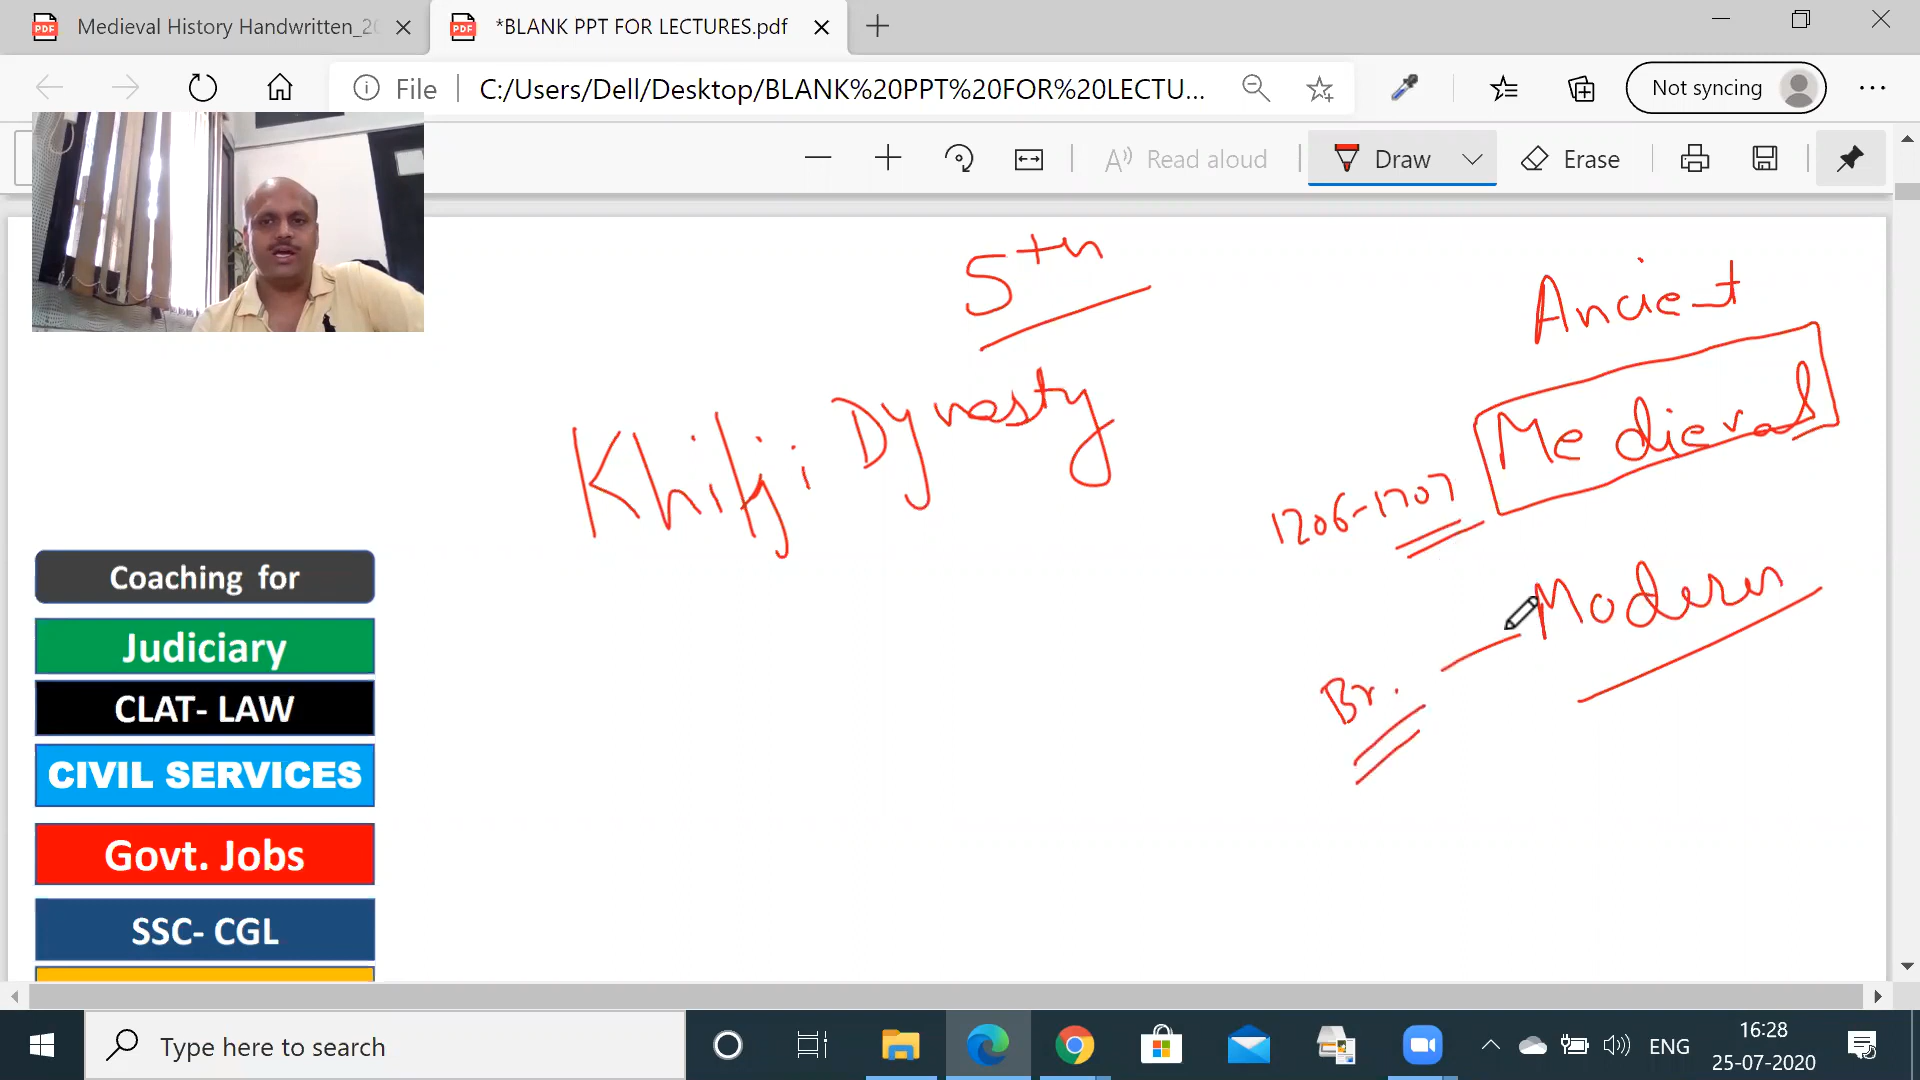 Medieval History Handwritten_20
*BLANK PPT FOR LECTURES.pdf
File
C:/Users/Dell/Desktop/BLANK%20PPT%20FOR%20LECTU...
Not syncing
Read aloud
Draw
Erase
5th
Khilji Dynasty
Ancient
Medieval
1206-1707
Modern
Br.
Coaching for
Judiciary
CLAT- LAW
CIVIL SERVICES
Govt. Jobs
SSC- CGL
Type here to search
ENG
16:28
25-07-2020